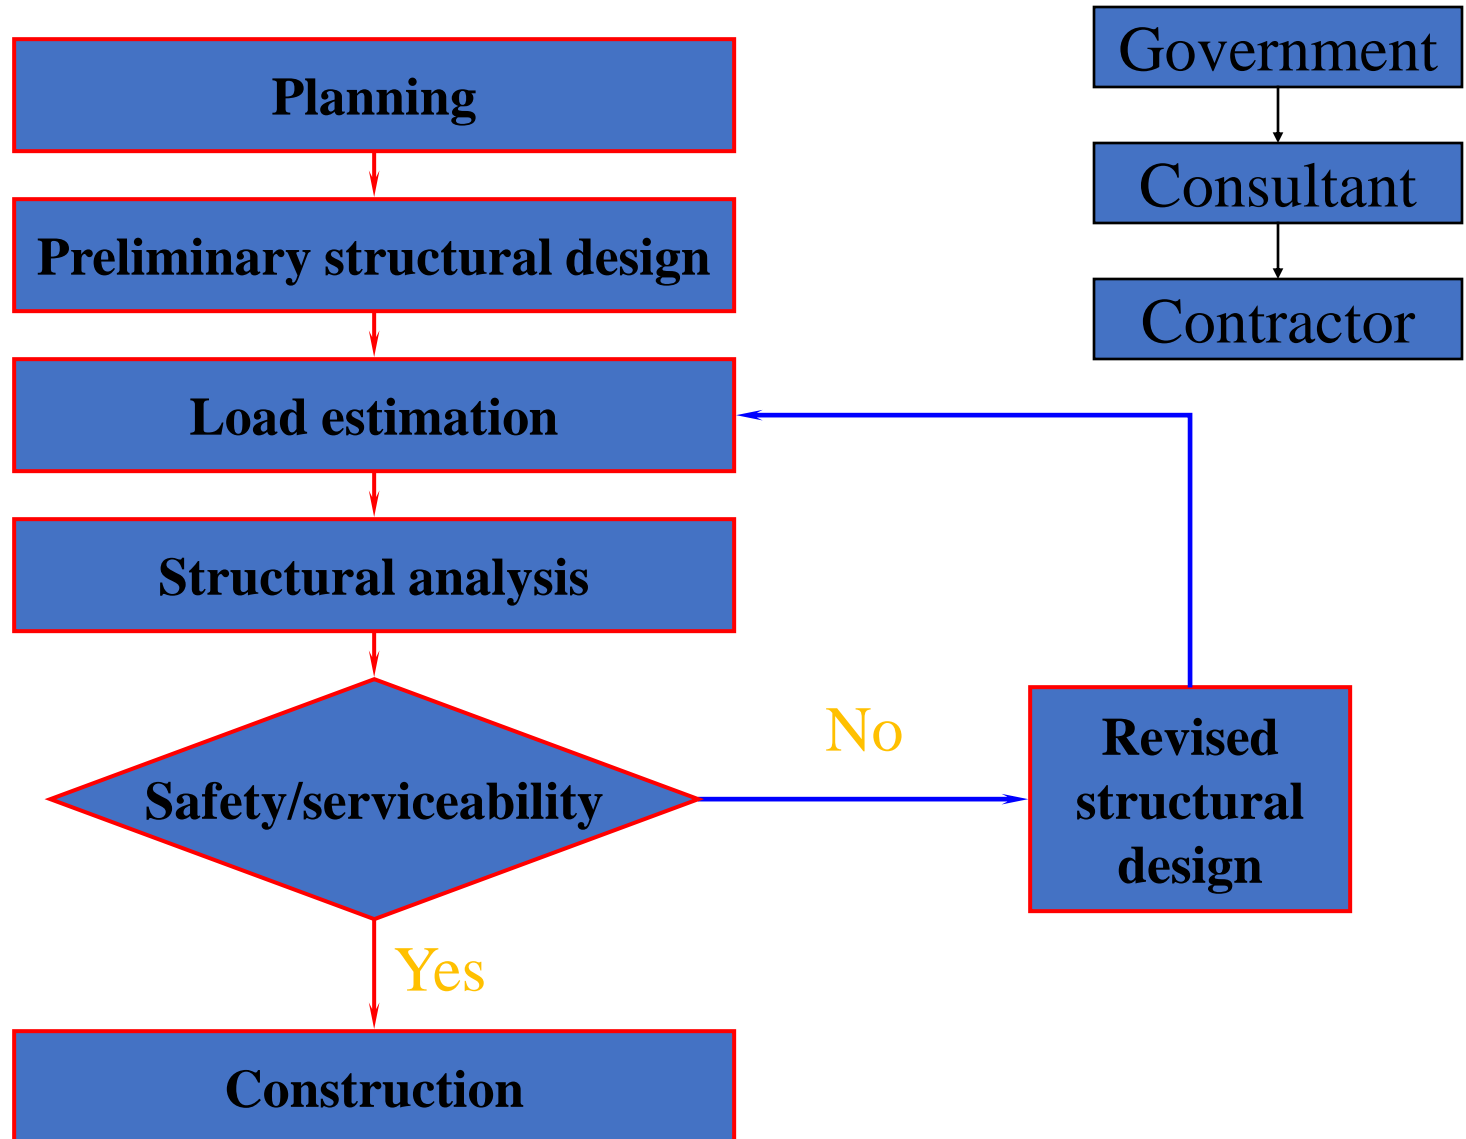 Planning
Preliminary structural design
Load estimation
Structural analysis
Safety/serviceability
Yes
Construction
No
Revised
structural
design
Government
Consultant
Contractor